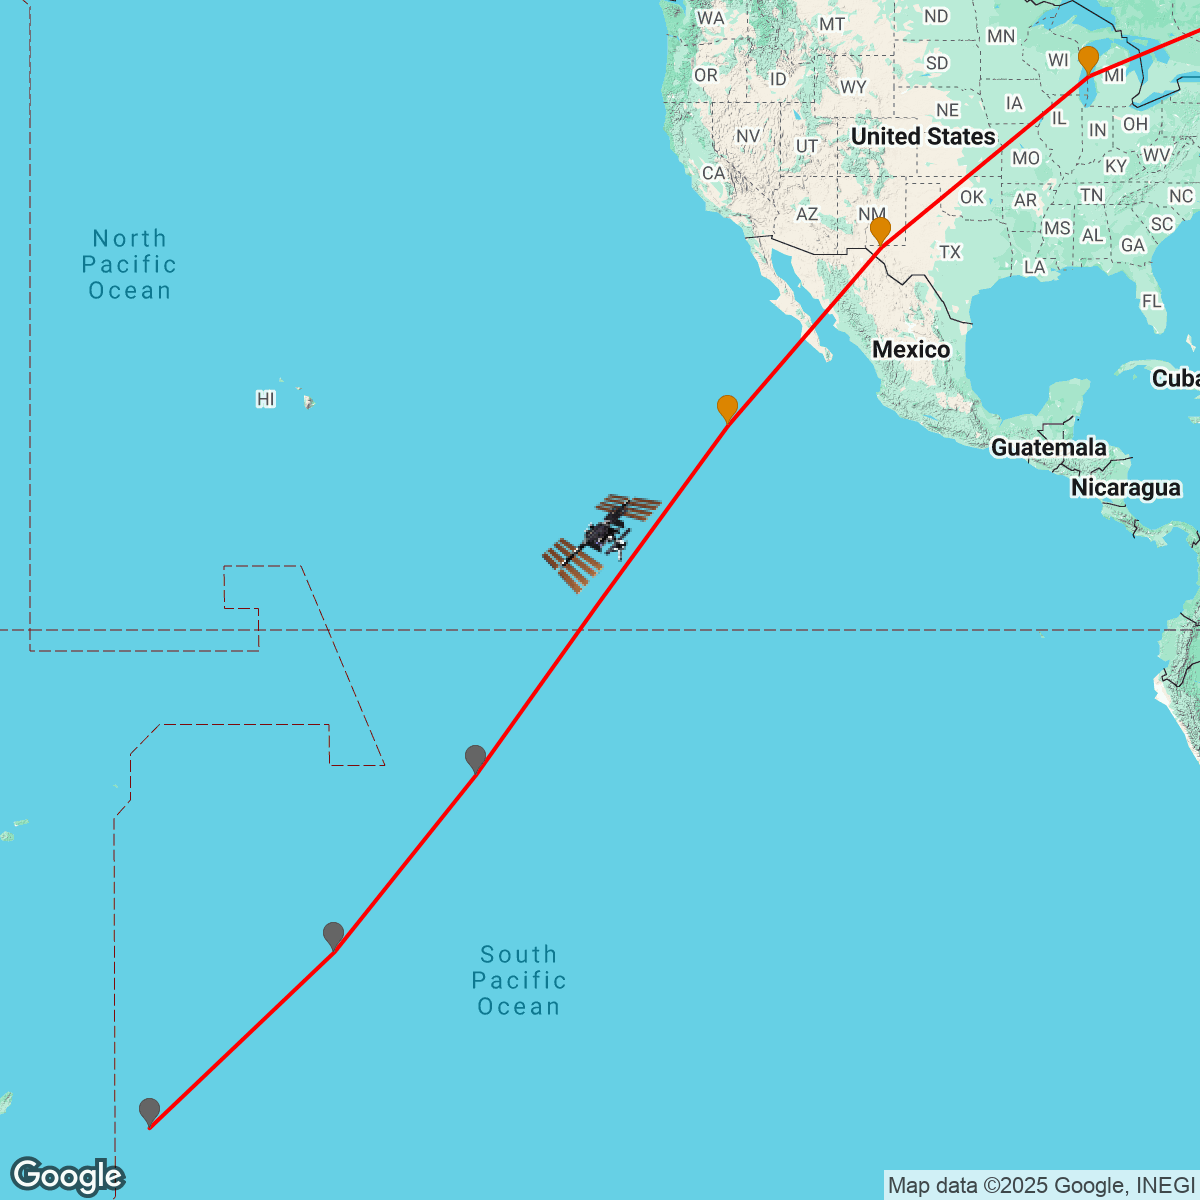 WA
MT
ND
MN
OR
ID
SD
WI
MI
WY
NE
IA
NV
UT
United States
IL
IN
OH
CA
MO
KY
WV
AZ
NM
OK
AR
TN
NC
TX
MS
AL
SC
GA
LA
FL
North
Pacific
Ocean
HI
Mexico
Cuba
Guatemala
Nicaragua
South
Pacific
Ocean
Google
Map data ©2025 Google, INEGI